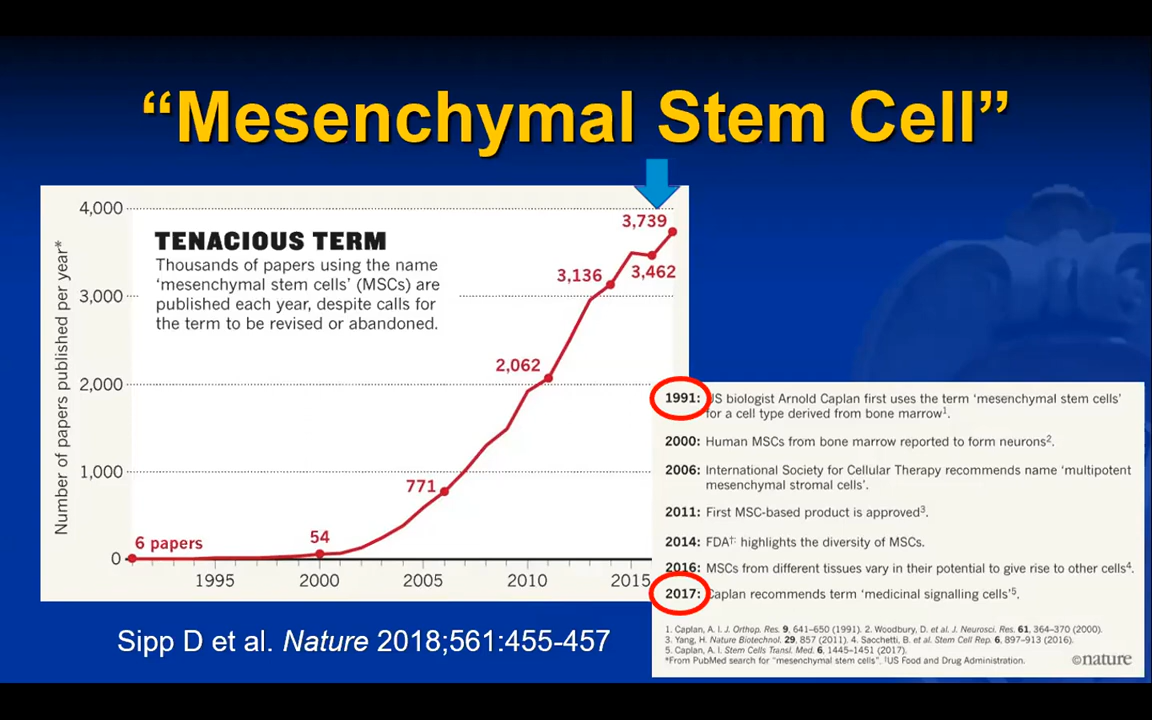 “Mesenchymal Stem Cell”
4,000
3,000
2,000
1,000
0
Number of papers published per year*
TENACIOUS TERM
Thousands of papers using the name
‘mesenchymal stem cells’ (MSCs) are
published each year, despite calls for
the term to be revised or abandoned.
6 papers
54
771
2,062
3,136
3,462
3,739
1995
2000
2005
2010
2015
1991: US biologist Arnold Caplan first uses the term ‘mesenchymal stem cells’
for a cell type derived from bone marrow¹.
2000: Human MSCs from bone marrow reported to form neurons².
2006: International Society for Cellular Therapy recommends name ‘multipotent
mesenchymal stromal cells’.
2011: First MSC-based product is approved³.
2014: FDA†· highlights the diversity of MSCs.
2016: MSCs from different tissues vary in their potential to give rise to other cells⁴.
2017: Caplan recommends term ‘medicinal signalling cells’⁵.
1. Caplan, A. I. J. Orthop. Res. 9, 641–650 (1991). 2. Woodbury, D. et al. J. Neurosci. Res. 61, 364–370 (2000).
3. Yang, H. Nature Biotechnol. 29, 857 (2011). 4. Sacchetti, B. et al. Stem Cell Rep. 6, 897–913 (2016).
5. Caplan, A. I. Stem Cells Transl. Med. 6, 1445–1451 (2017).
*From PubMed search for “mesenchymal stem cells”. †US Food and Drug Administration.
©nature
Sipp D et al. Nature 2018;561:455-457